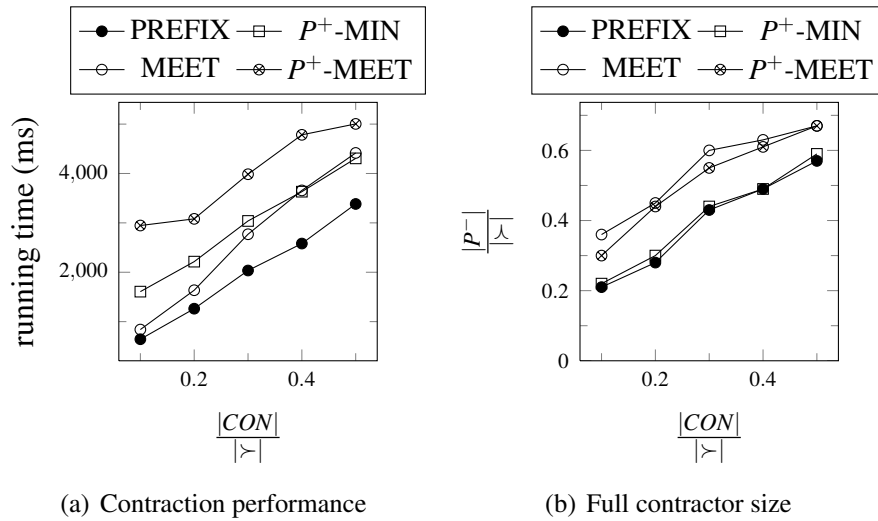 PREFIX P⁺-MIN
MEET P⁺-MEET
4,000
2,000
running time (ms)
0.2 0.4
|CON|
|≻|
(a) Contraction performance
PREFIX P⁺-MIN
MEET P⁺-MEET
0.6
0.4
0.2
0
|P⁻|
|≻|
0.2 0.4
|CON|
|≻|
(b) Full contractor size